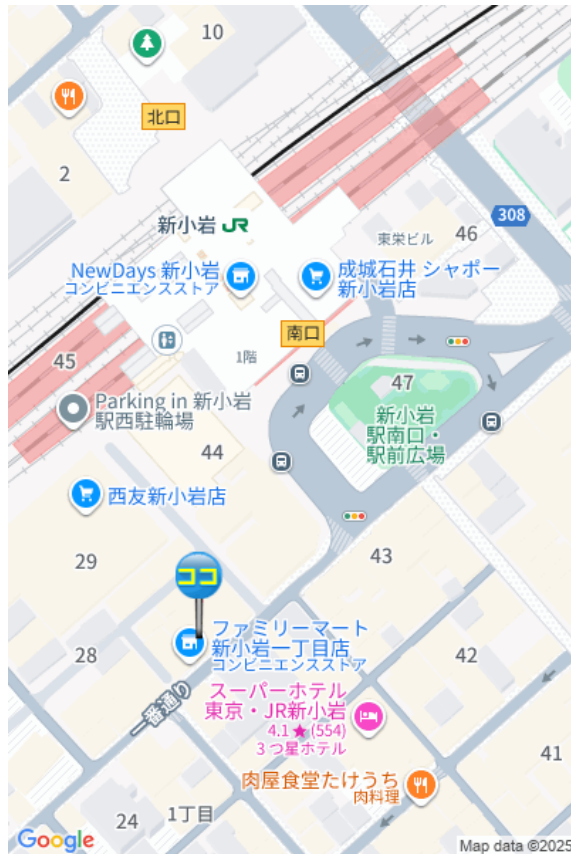 10
北口
2
308
新小岩 JR
東栄ビル
46
NewDays 新小岩
コンビニエンスストア
成城石井 シャポー
新小岩店
南口
1階
45
47
Parking in 新小岩
駅西駐輪場
新小岩
駅南口・
駅前広場
44
西友新小岩店
43
29
ココ
ファミリーマート
新小岩一丁目店
コンビニエンスストア
28
42
一番通り
スーパーホテル
東京・JR新小岩
4.1★(554)
3つ星ホテル
41
肉屋食堂たけうち
肉料理
24
1丁目
Google
Map data ©2025